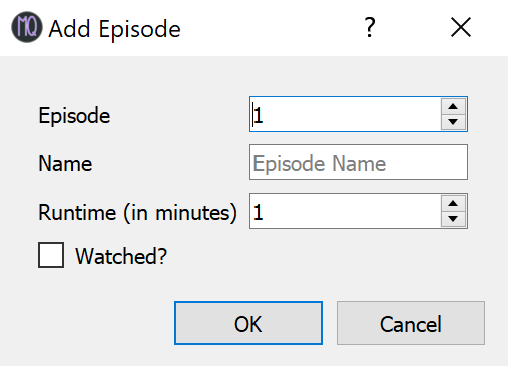 MQ Add Episode ?
Episode 1
Name Episode Name
Runtime (in minutes) 1
Watched?
OK Cancel